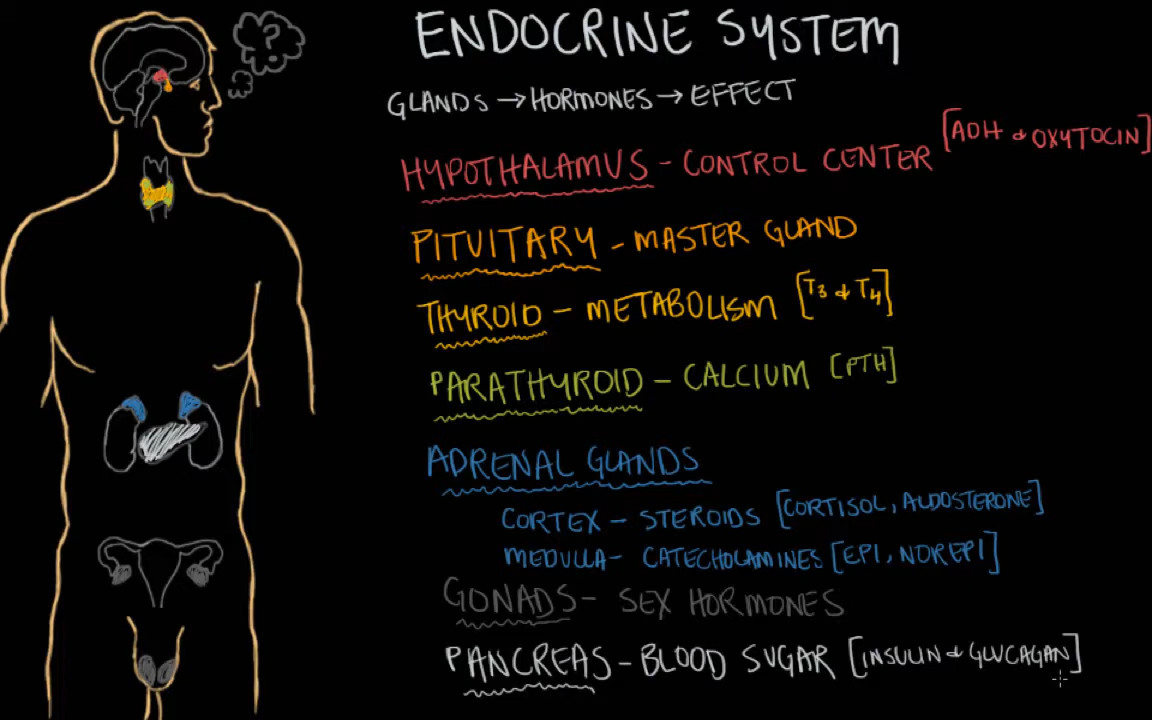 ?
ENDOCRINE SYSTEM
GLANDS → HORMONES → EFFECT
HYPOTHALAMUS - CONTROL CENTER [ADH & OXYTOCIN]
PITUITARY - MASTER GLAND
THYROID - METABOLISM [T3 & T4]
PARATHYROID - CALCIUM [PTH]
ADRENAL GLANDS
CORTEX - STEROIDS [CORTISOL, ALDOSTERONE]
MEDULLA - CATECHOLAMINES [EPI, NOREPI]
GONADS - SEX HORMONES
PANCREAS - BLOOD SUGAR [INSULIN & GLUCAGAN]